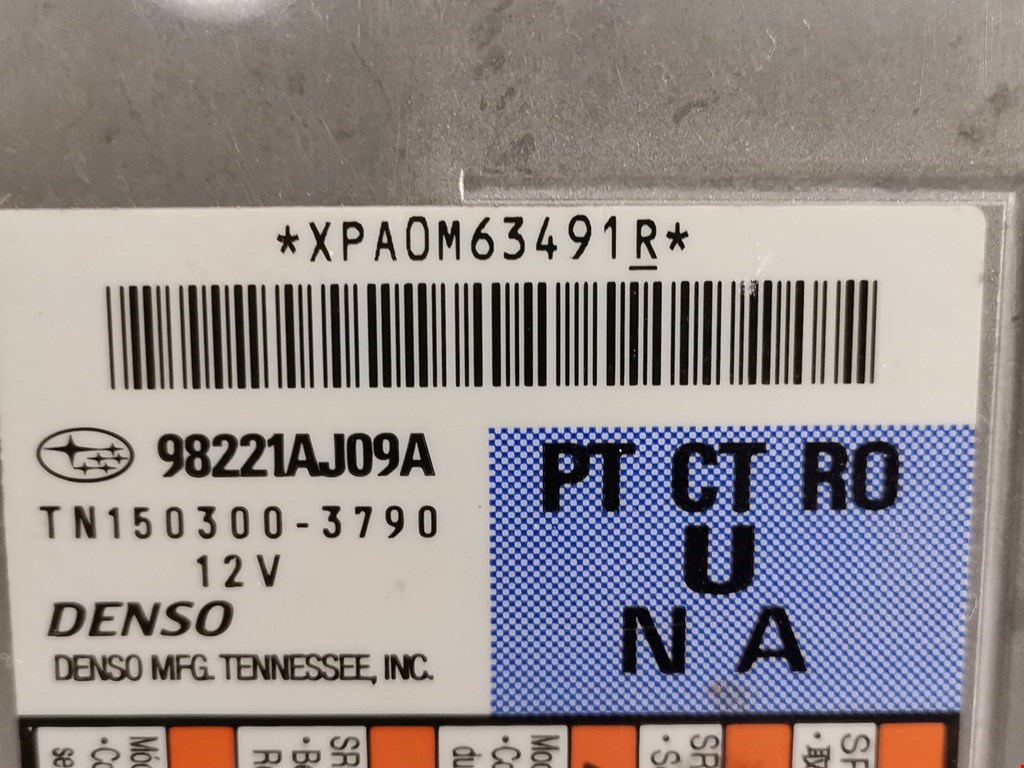 *XPA0M63491R*
98221AJ09A
TN150300-3790
12V
DENSO
DENSO MFG. TENNESSEE, INC.
PT CT RO
U
N A